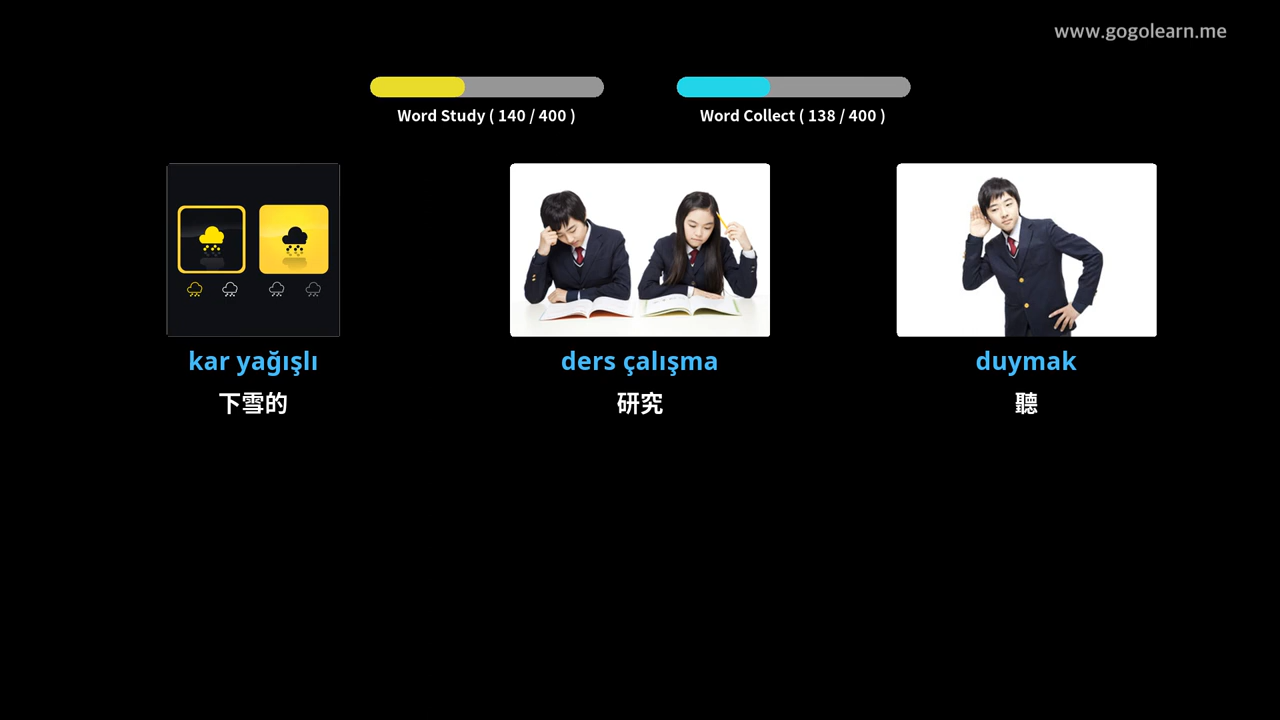 www.gogolearn.me
Word Study ( 140 / 400 )
Word Collect ( 138 / 400 )
kar yağışlı
下雪的
ders çalışma
研究
duymak
聽